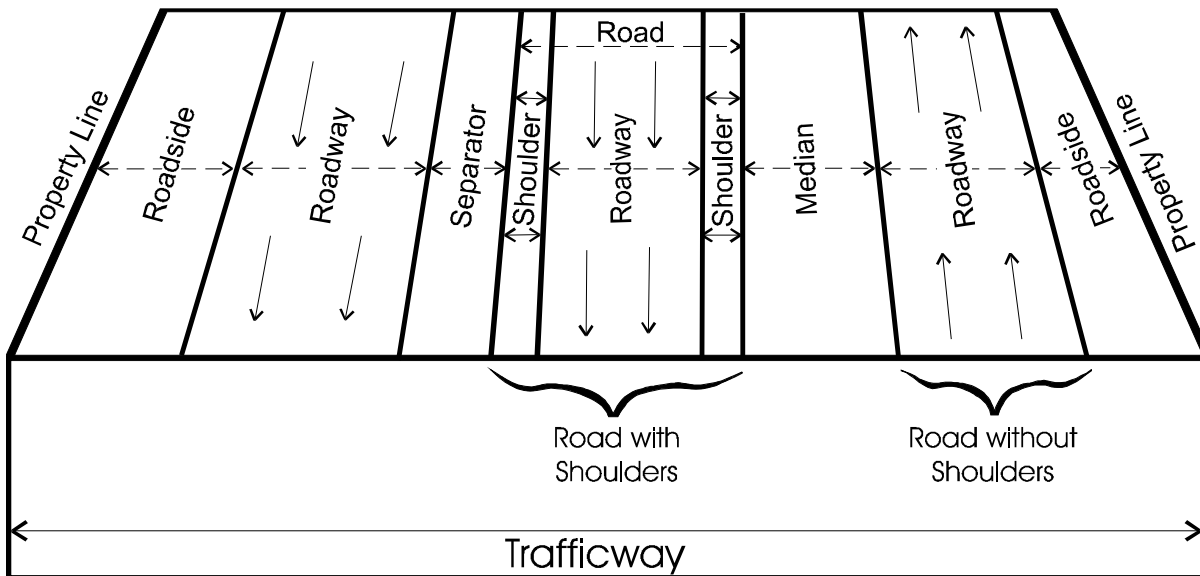 Road
Property Line
Roadside
Roadway
Separator
Shoulder
Roadway
Shoulder
Median
Roadway
Roadside
Property Line
Road with
Shoulders
Road without
Shoulders
Trafficway